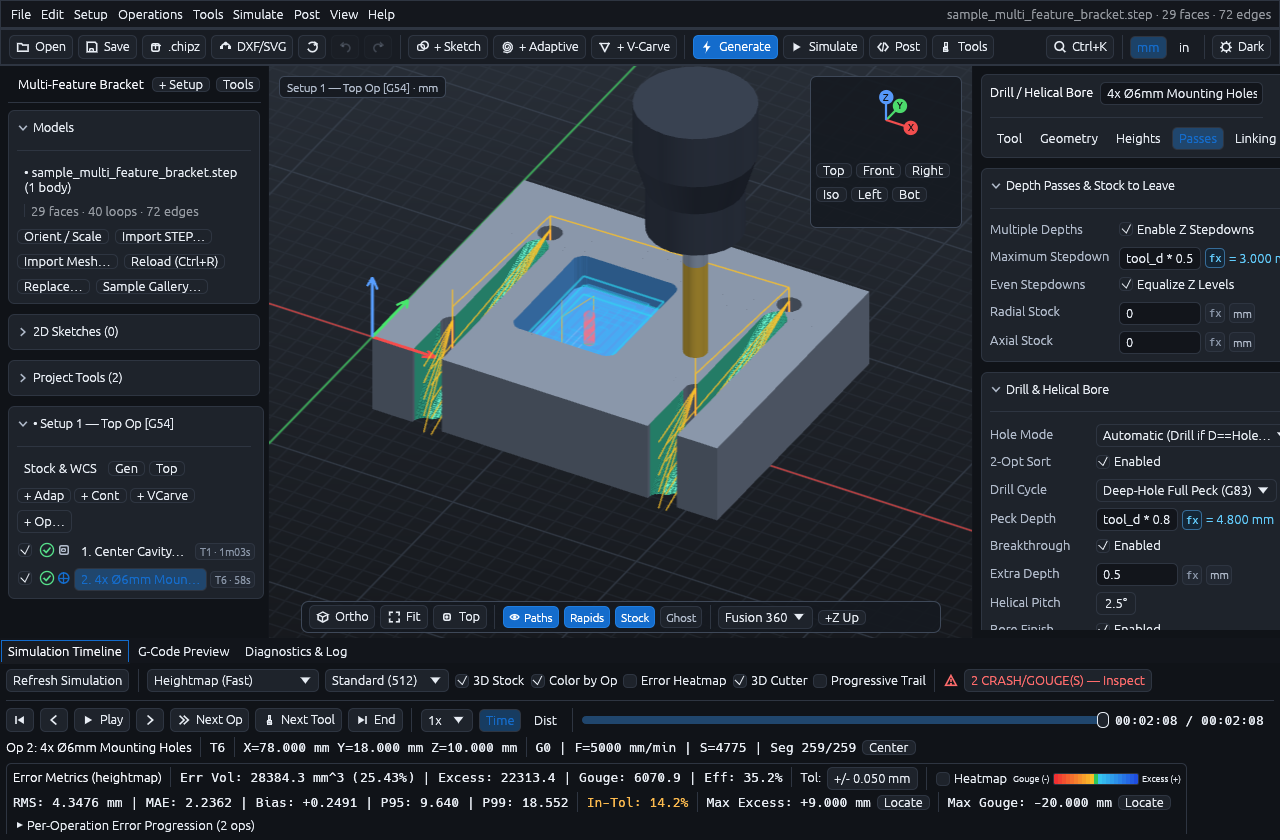 File Edit Setup Operations Tools Simulate Post View Help
sample_multi_feature_bracket.step · 29 faces · 72 edges
Open Save .chipz DXF/SVG + Sketch + Adaptive + V-Carve Generate Simulate Post Tools Ctrl+K mm in Dark
Multi-Feature Bracket + Setup Tools
Models
• sample_multi_feature_bracket.step
(1 body)
29 faces · 40 loops · 72 edges
Orient / Scale Import STEP...
Import Mesh... Reload (Ctrl+R)
Replace... Sample Gallery...
2D Sketches (0)
Project Tools (2)
• Setup 1 — Top Op [G54]
Stock & WCS Gen Top
+ Adap + Cont + VCarve
+ Op...
1. Center Cavity... T1 · 1m03s
2. 4x Ø6mm Moun... T6 · 58s
Setup 1 — Top Op [G54] · mm
Z
Y
X
Top Front Right
Iso Left Bot
Ortho Fit Top Paths Rapids Stock Ghost Fusion 360 +Z Up
Drill / Helical Bore 4x Ø6mm Mounting Holes
Tool Geometry Heights Passes Linking
Depth Passes & Stock to Leave
Multiple Depths Enable Z Stepdowns
Maximum Stepdown tool_d * 0.5 fx = 3.000 m
Even Stepdowns Equalize Z Levels
Radial Stock 0 fx mm
Axial Stock 0 fx mm
Drill & Helical Bore
Hole Mode Automatic (Drill if D==Hole...
2-Opt Sort Enabled
Drill Cycle Deep-Hole Full Peck (G83)
Peck Depth tool_d * 0.8 fx = 4.800 mm
Breakthrough Enabled
Extra Depth 0.5 fx mm
Helical Pitch 2.5°
Bore Finish Enabled
Simulation Timeline G-Code Preview Diagnostics & Log
Refresh Simulation Heightmap (Fast) Standard (512) 3D Stock Color by Op Error Heatmap 3D Cutter Progressive Trail 2 CRASH/GOUGE(S) — Inspect
Play Next Op Next Tool End 1x Time Dist 00:02:08 / 00:02:08
Op 2: 4x Ø6mm Mounting Holes T6 X=78.000 mm Y=18.000 mm Z=10.000 mm G0 | F=5000 mm/min | S=4775 | Seg 259/259 Center
Error Metrics (heightmap) Err Vol: 28384.3 mm^3 (25.43%) | Excess: 22313.4 | Gouge: 6070.9 | Eff: 35.2% Tol: +/- 0.050 mm Heatmap Gouge (-) Excess (+)
RMS: 4.3476 mm | MAE: 2.2362 | Bias: +0.2491 | P95: 9.640 | P99: 18.552 In-Tol: 14.2% Max Excess: +9.000 mm Locate Max Gouge: -20.000 mm Locate
Per-Operation Error Progression (2 ops)